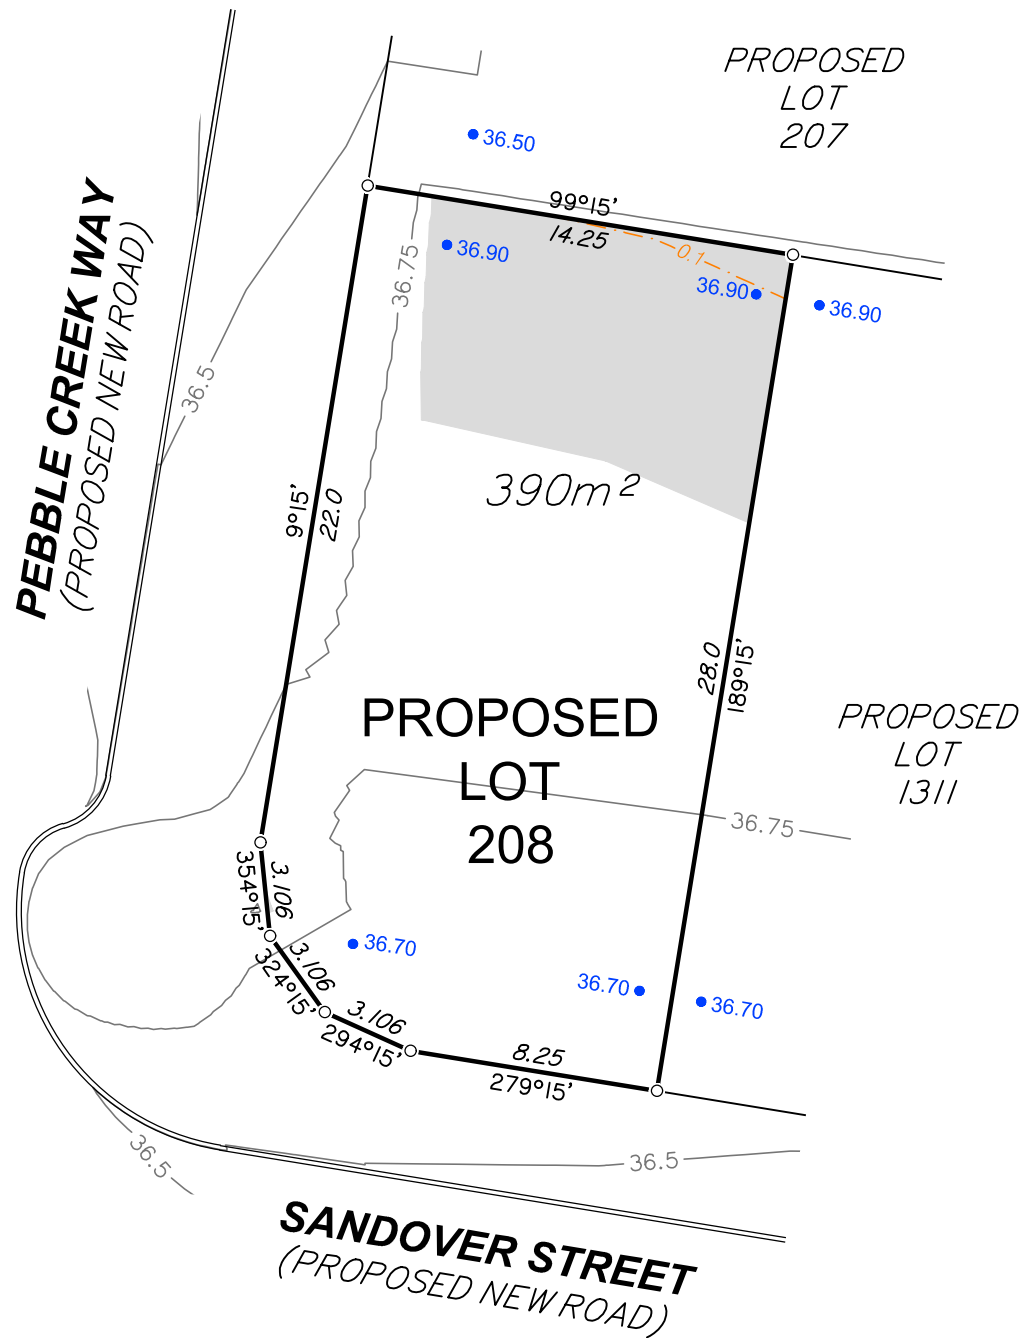 PROPOSED
LOT
207
36.50
99°15'
14.25
36.90
36.75
0.1
36.90
36.90
36.5
PEBBLE CREEK WAY
(PROPOSED NEW ROAD)
390m²
9°15'
22.0
28.0
189°15'
PROPOSED
LOT
208
PROPOSED
LOT
1311
36.75
3.106
354°15'
3.106
324°15'
36.70
36.70
36.70
3.106
294°15'
8.25
279°15'
36.5
36.5
SANDOVER STREET
(PROPOSED NEW ROAD)